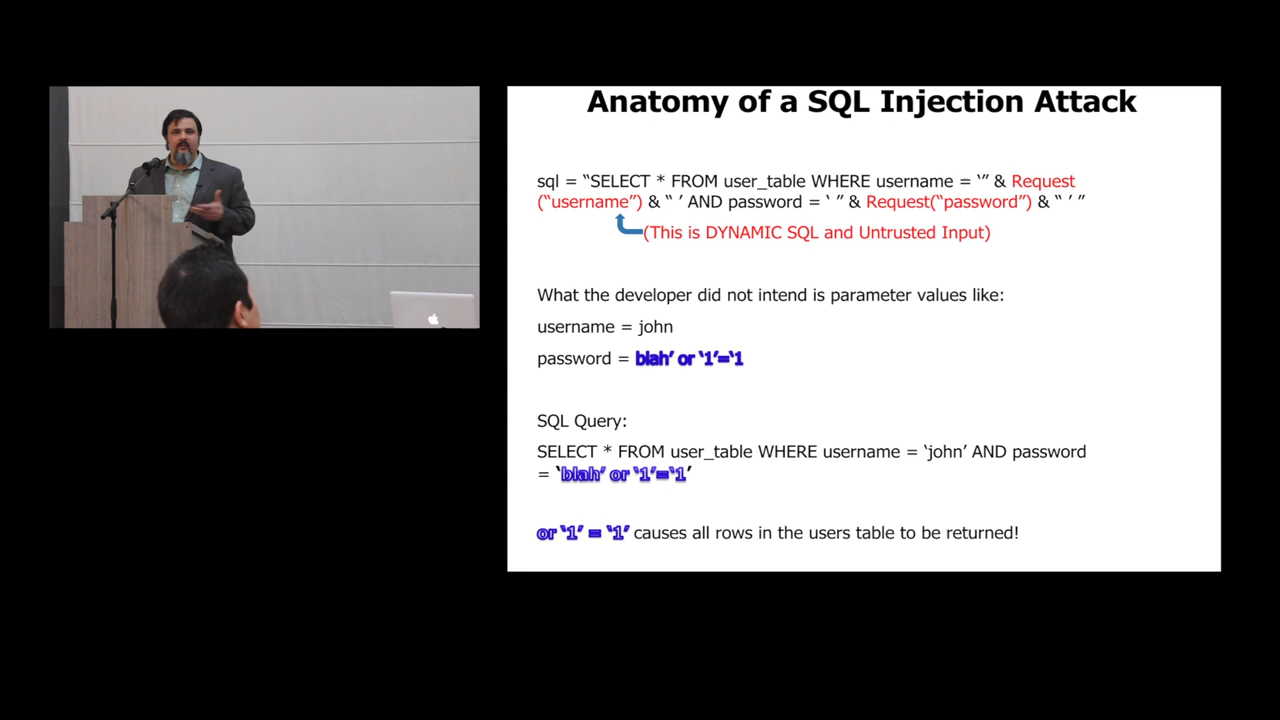 Anatomy of a SQL Injection Attack
sql = “SELECT * FROM user_table WHERE username = ‘” & Request
(“username”) & “ ’ AND password = ‘ ” & Request(“password”) & “ ’ ”
(This is DYNAMIC SQL and Untrusted Input)
What the developer did not intend is parameter values like:
username = john
password = blah’ or ‘1’=‘1
SQL Query:
SELECT * FROM user_table WHERE username = ‘john’ AND password
= ‘blah’ or ‘1’=‘1’
or ‘1’ = ‘1’ causes all rows in the users table to be returned!